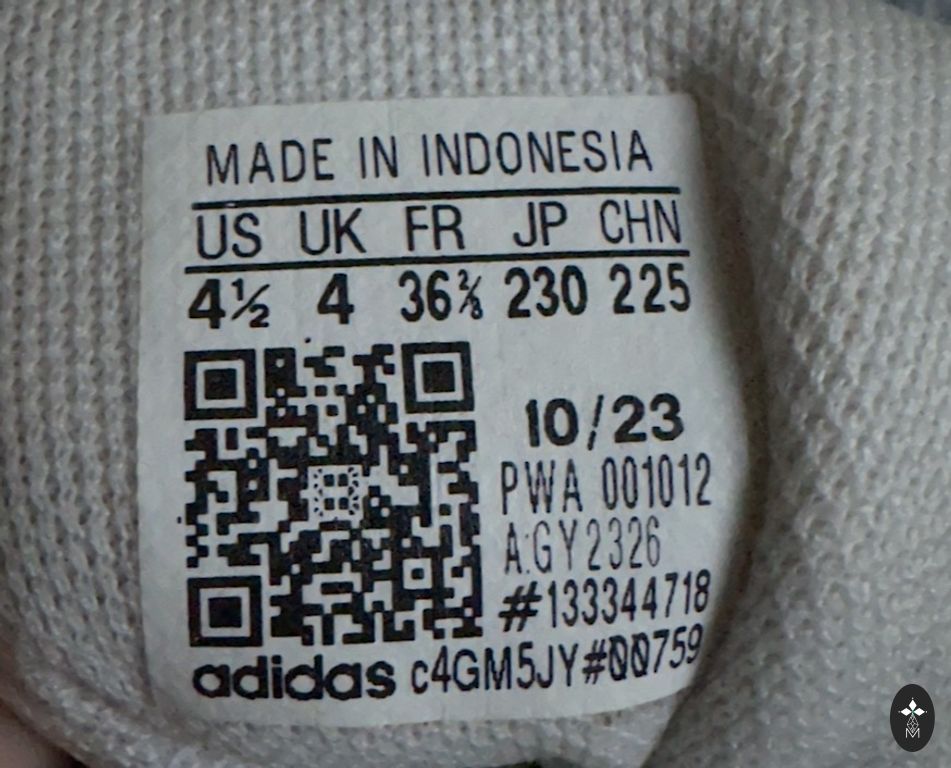 MADE IN INDONESIA
US UK FR JP CHN
4½ 4 36⅔ 230 225
10/23
PWA 001012
A:GY2326
#133344718
adidas c4GM5JY#00759
M